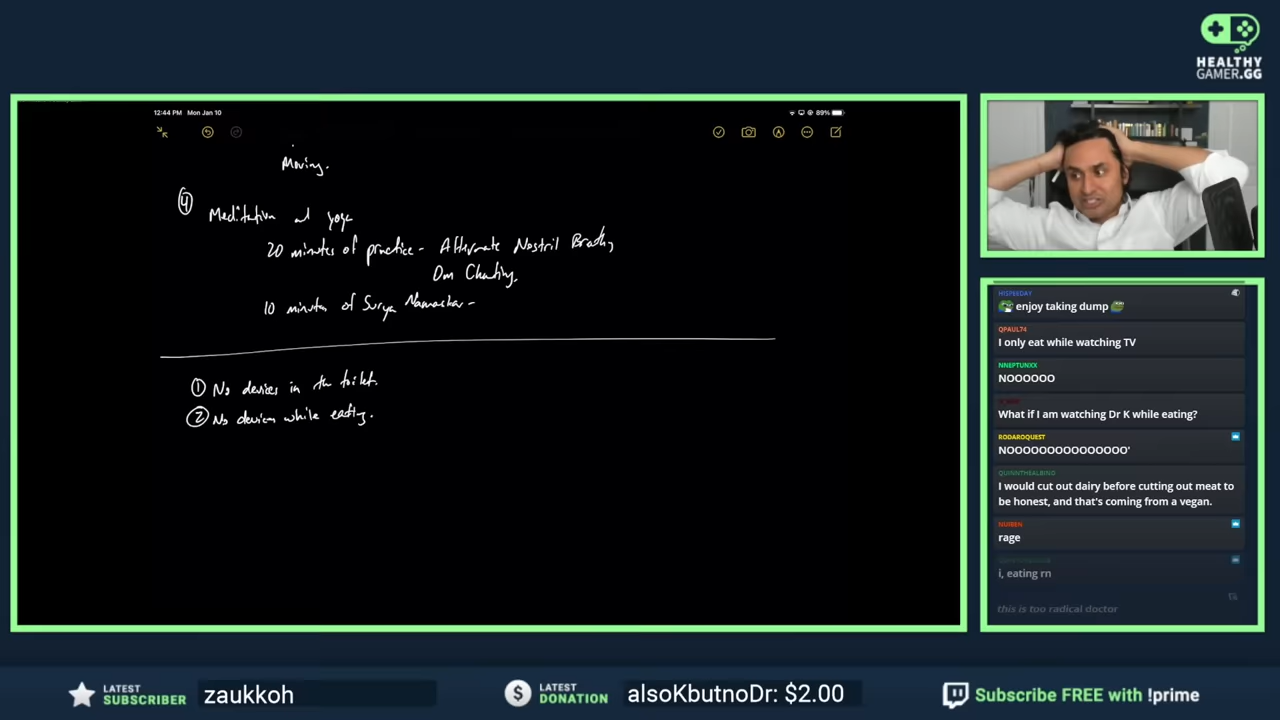 HEALTHY
GAMER.GG
12:44 PM Mon Jan 10
89%
Moving.
④ Meditation and yoga
20 minutes of practice - Alternate Nostril Breathing
Om Chanting.
10 minutes of Surya Namaskar -
① No devices in the toilet.
② No devices while eating.
HISPEEDAY
enjoy taking dump
QPAUL74
I only eat while watching TV
NNEPTUNXX
NOOOOOO
What if I am watching Dr K while eating?
RODAROQUEST
NOOOOOOOOOOOOOOO'
QUINNTHEALBINO
I would cut out dairy before cutting out meat to
be honest, and that's coming from a vegan.
NUIBEN
rage
i, eating rn
this is too radical doctor
LATEST
SUBSCRIBER
zaukkoh
LATEST
DONATION
alsoKbutnoDr: $2.00
Subscribe FREE with !prime